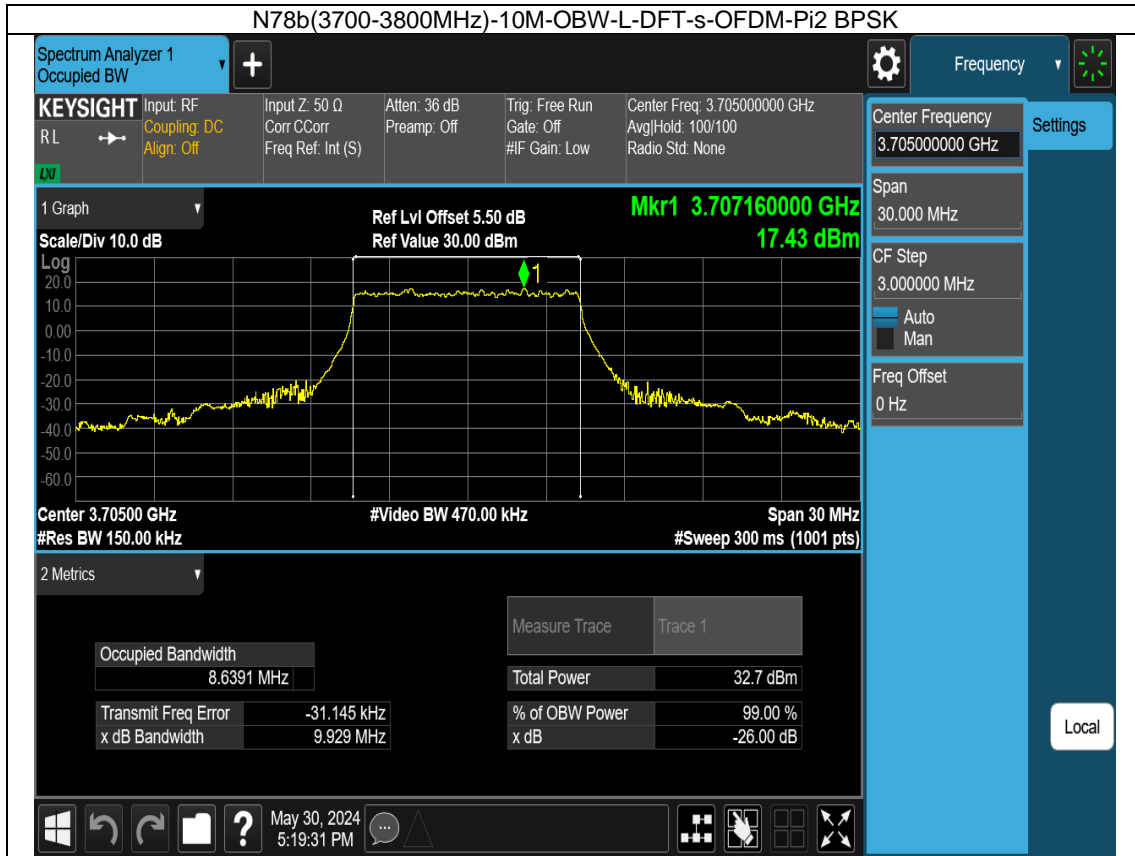 N78b(3700-3800MHz)-10M-OBW-L-DFT-s-OFDM-Pi2 BPSK
Spectrum Analyzer 1
Occupied BW
Frequency
KEYSIGHT
R L
LXI
Input: RF
Coupling: DC
Align: Off
Input Z: 50 Ω
Corr CCorr
Freq Ref: Int (S)
Atten: 36 dB
Preamp: Off
Trig: Free Run
Gate: Off
#IF Gain: Low
Center Freq: 3.705000000 GHz
Avg|Hold: 100/100
Radio Std: None
Center Frequency
3.705000000 GHz
Settings
Span
30.000 MHz
CF Step
3.000000 MHz
Auto
Man
Freq Offset
0 Hz
Local
1 Graph
Scale/Div 10.0 dB
Ref Lvl Offset 5.50 dB
Ref Value 30.00 dBm
Mkr1 3.707160000 GHz
17.43 dBm
Log
1
20.0
10.0
0.00
-10.0
-20.0
-30.0
-40.0
-50.0
-60.0
Center 3.70500 GHz
#Video BW 470.00 kHz
Span 30 MHz
#Res BW 150.00 kHz
#Sweep 300 ms (1001 pts)
2 Metrics
Measure Trace Trace 1
Occupied Bandwidth
8.6391 MHz
Total Power 32.7 dBm
Transmit Freq Error -31.145 kHz
% of OBW Power 99.00 %
x dB Bandwidth 9.929 MHz
x dB -26.00 dB
?
May 30, 2024
5:19:31 PM